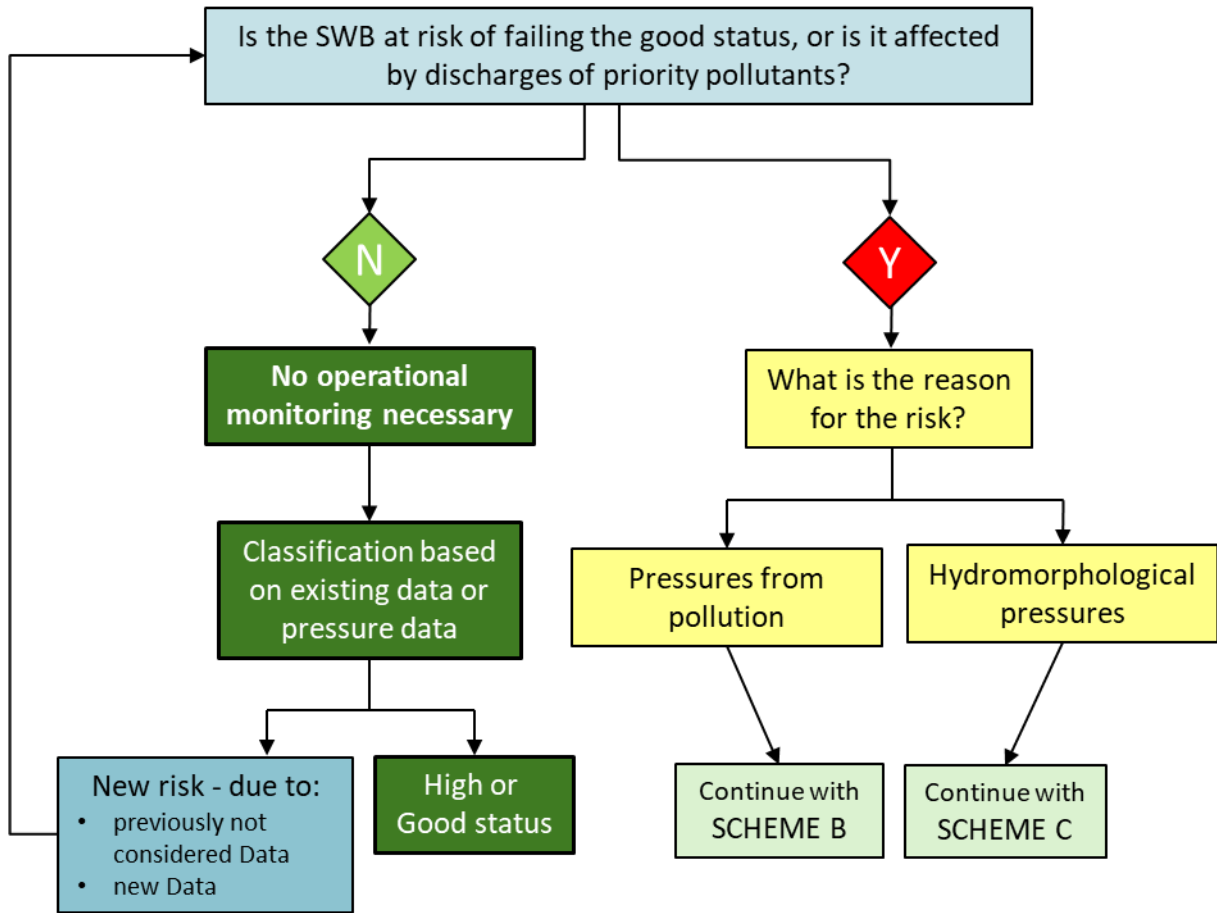 Is the SWB at risk of failing the good status, or is it affected
by discharges of priority pollutants?
N
Y
No operational
monitoring necessary
What is the reason
for the risk?
Classification based
on existing data or
pressure data
Pressures from
pollution
Hydromorphological
pressures
New risk - due to:
• previously not
considered Data
• new Data
High or
Good status
Continue with
SCHEME B
Continue with
SCHEME C